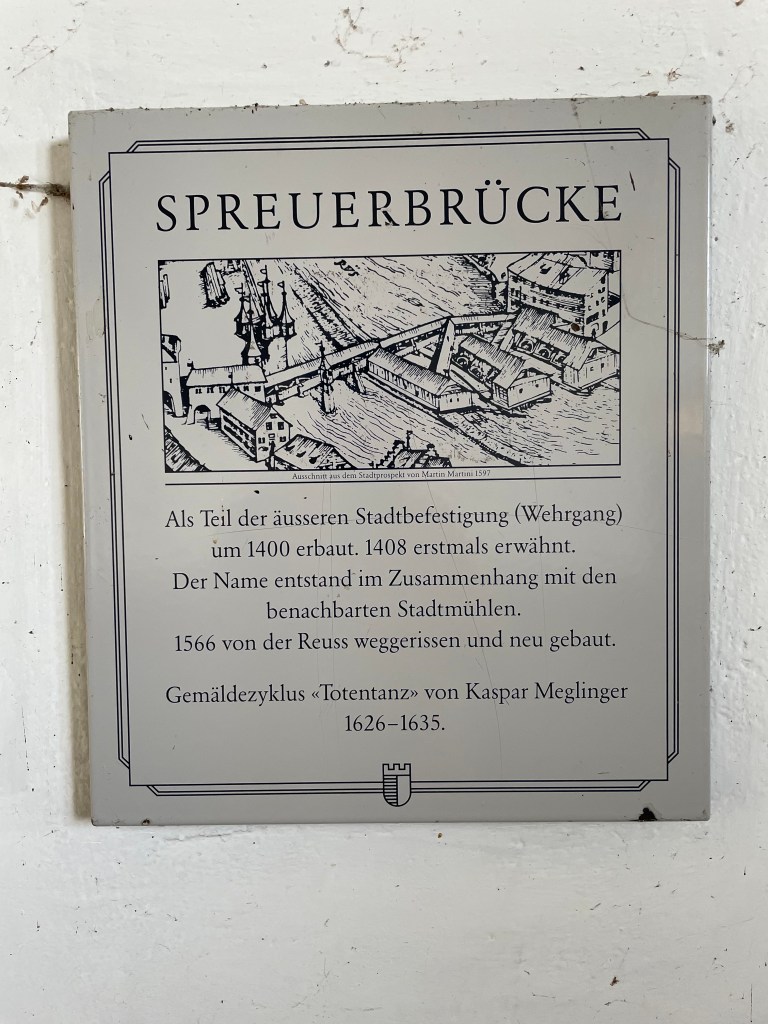 SPREUERBRÜCKE
pys
Ausschnitt aus dem Stadtprospekt von Martin Martini 1597
Als Teil der äusseren Stadtbefestigung (Wehrgang)
um 1400 erbaut. 1408 erstmals erwähnt.
Der Name entstand im Zusammenhang mit den
benachbarten Stadtmühlen.
1566 von der Reuss weggerissen und neu gebaut.
Gemäldezyklus «Totentanz» von Kaspar Meglinger
1626–1635.